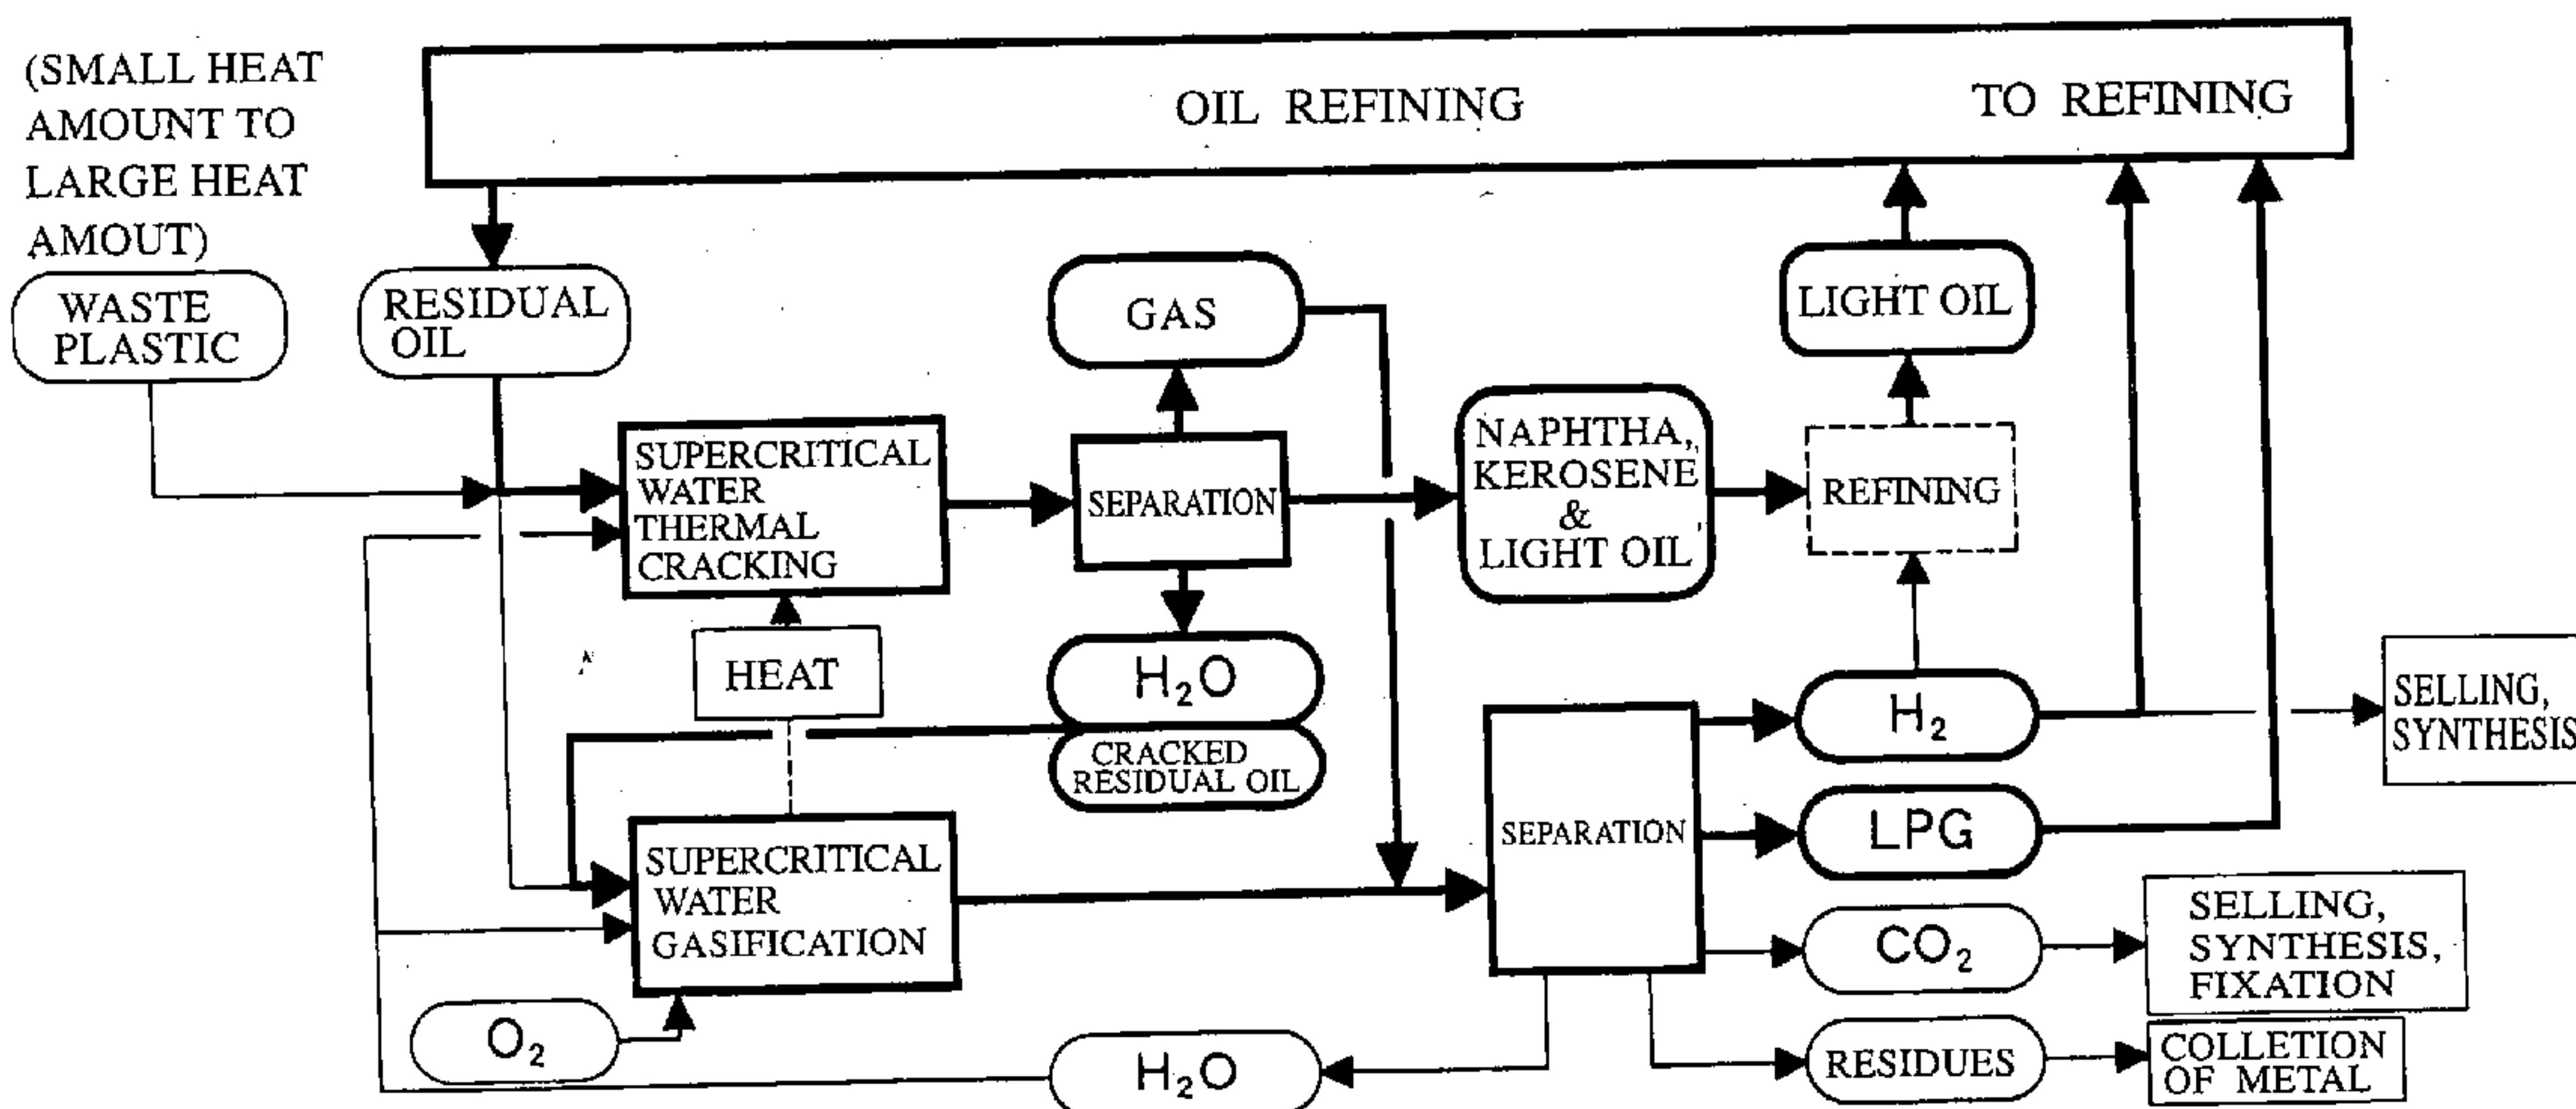 (SMALL HEAT
AMOUNT TO
LARGE HEAT
AMOUT)
OIL REFINING
TO REFINING
WASTE
PLASTIC
RESIDUAL
OIL
GAS
LIGHT OIL
SUPERCRITICAL
WATER
THERMAL
CRACKING
SEPARATION
NAPHTHA,
KEROSENE
&
LIGHT OIL
REFINING
HEAT
H₂O
CRACKED
RESIDUAL OIL
SUPERCRITICAL
WATER
GASIFICATION
SEPARATION
H₂
SELLING,
SYNTHESIS
LPG
CO₂
SELLING,
SYNTHESIS,
FIXATION
O₂
H₂O
RESIDUES
COLLETION
OF METAL